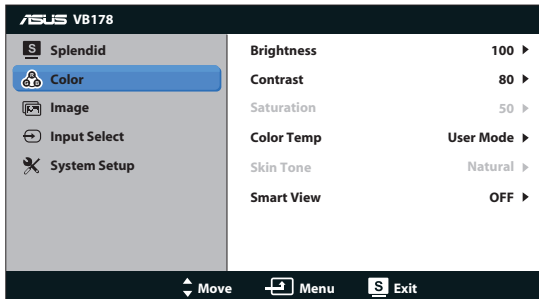 ASUS VB178
S Splendid
Color
Image
Input Select
System Setup
Brightness 100
Contrast 80
Saturation 50
Color Temp User Mode
Skin Tone Natural
Smart View OFF
Move Menu S Exit